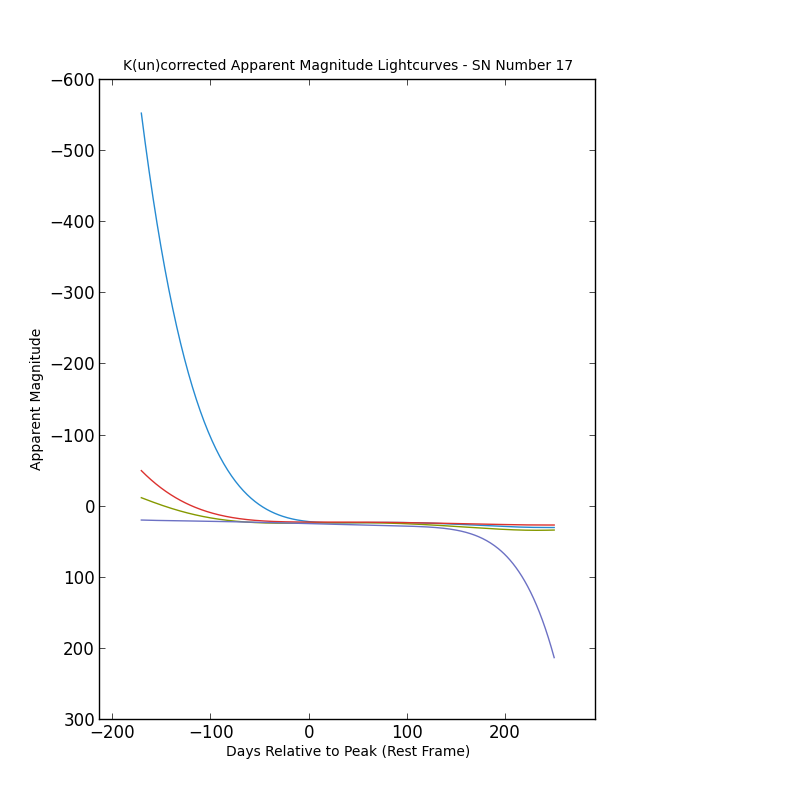 K(un)corrected Apparent Magnitude Lightcurves - SN Number 17
−600
−500
−400
−300
−200
−100
0
100
200
300
Apparent Magnitude
−200 −100 0 100 200
Days Relative to Peak (Rest Frame)